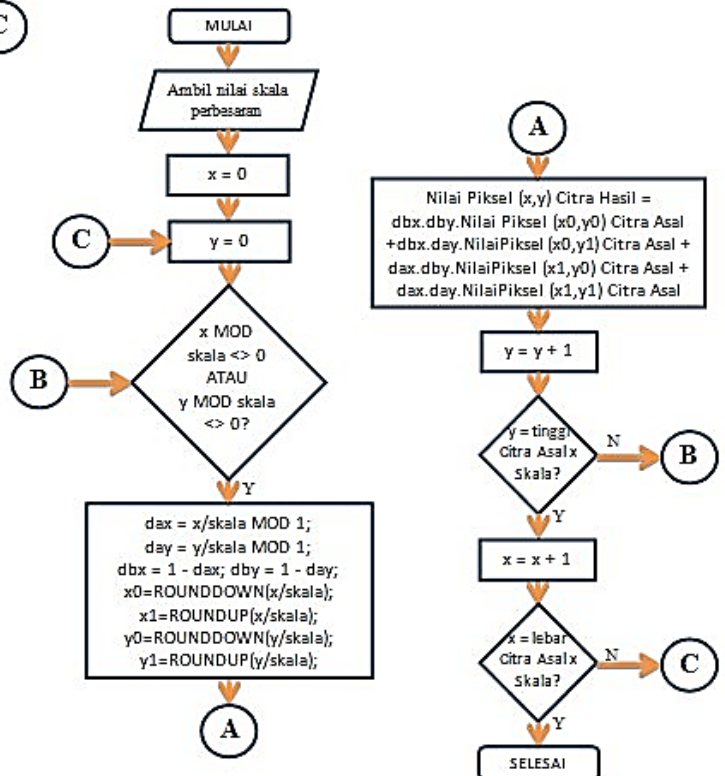 C
MULAI
Ambil nilai skala
perbesaran
x = 0
C
y = 0
B
x MOD
skala <> 0
ATAU
y MOD skala
<> 0?
Y
dax = x/skala MOD 1;
day = y/skala MOD 1;
dbx = 1 - dax; dby = 1 - day;
x0=ROUNDDOWN(x/skala);
x1=ROUNDUP(x/skala);
y0=ROUNDDOWN(y/skala);
y1=ROUNDUP(y/skala);
A
A
Nilai Piksel (x,y) Citra Hasil =
dbx.dby.Nilai Piksel (x0,y0) Citra Asal
+dbx.day.NilaiPiksel (x0,y1) Citra Asal +
dax.dby.NilaiPiksel (x1,y0) Citra Asal +
dax.day.NilaiPiksel (x1,y1) Citra Asal
y = y + 1
y = tinggi
Citra Asal x
Skala?
N
B
Y
x = x + 1
x = lebar
Citra Asal x
Skala?
N
C
Y
SELESAI